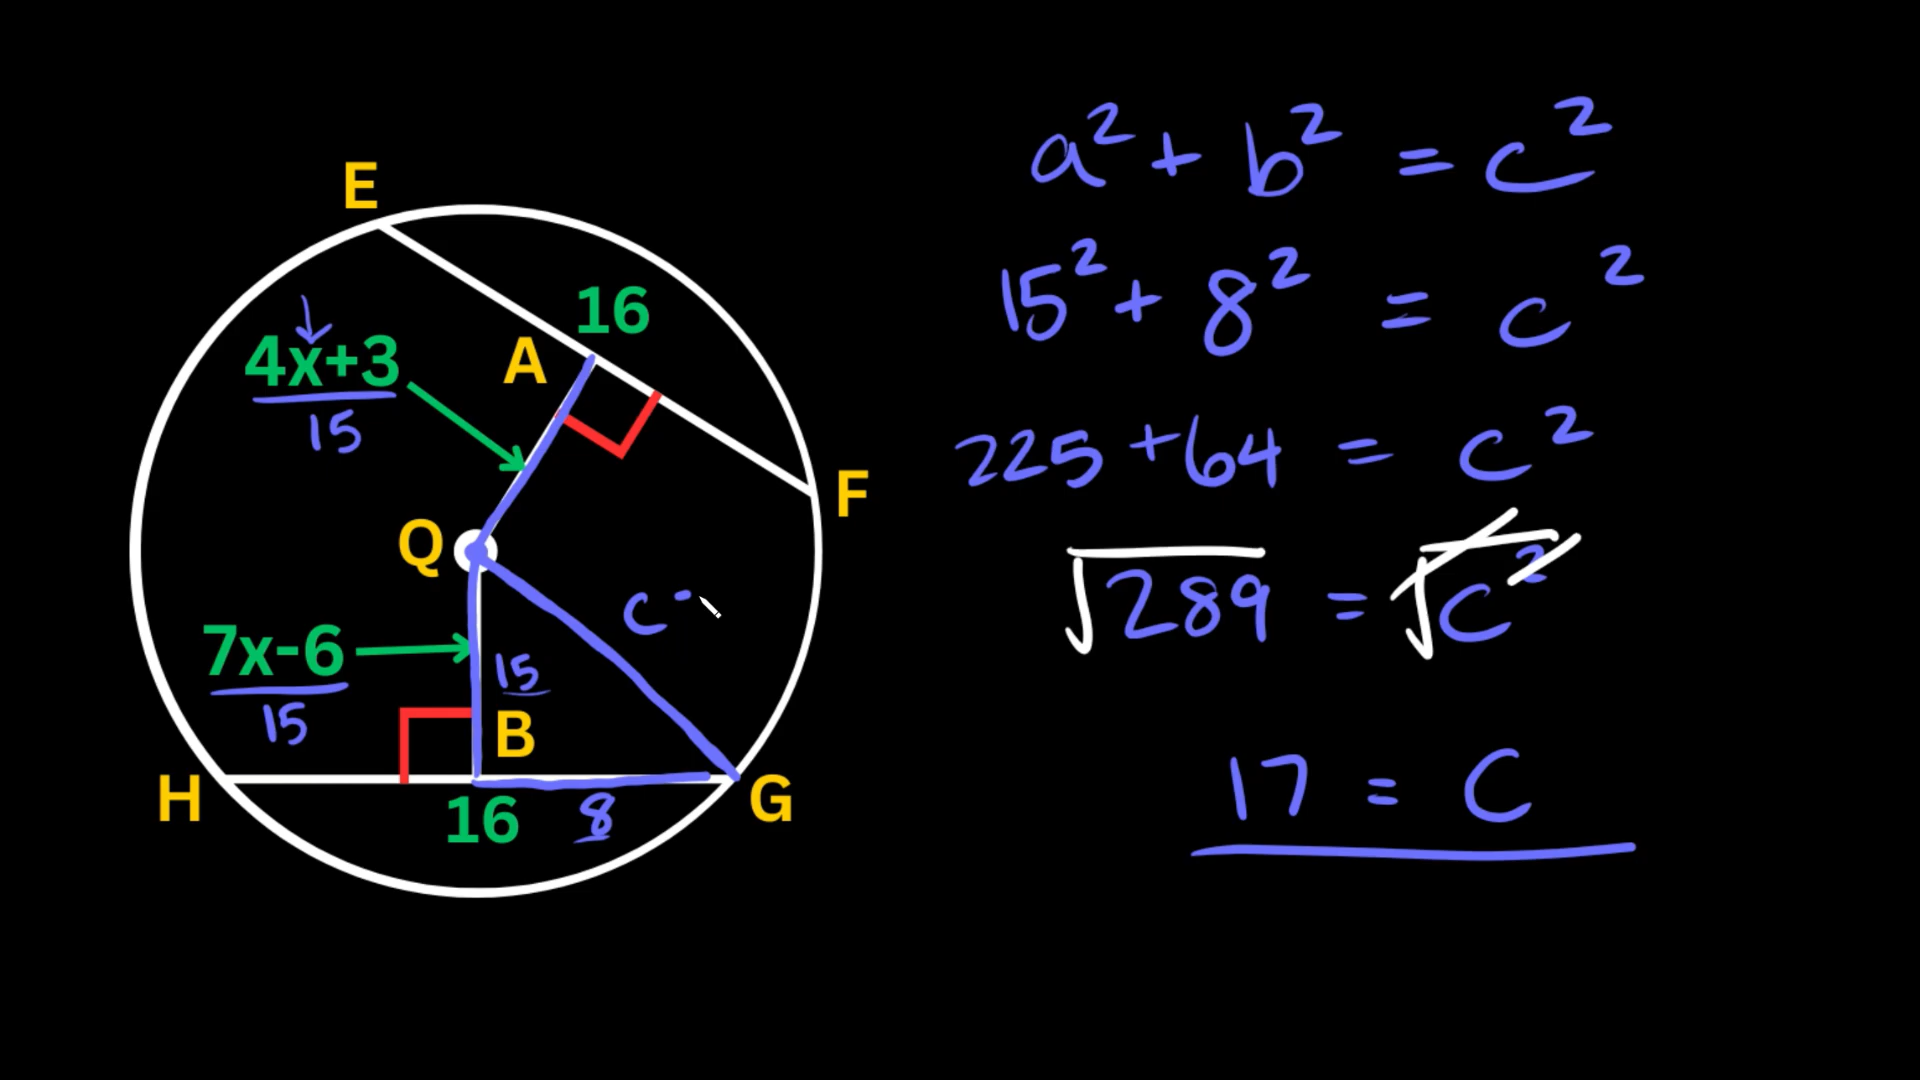 E
16
A
4x+3
15
F
Q
c -
7x-6
15
15
B
H
16
8
G
a² + b² = c²
15² + 8² = c²
225 + 64 = c²
√289 = √c²
17 = C